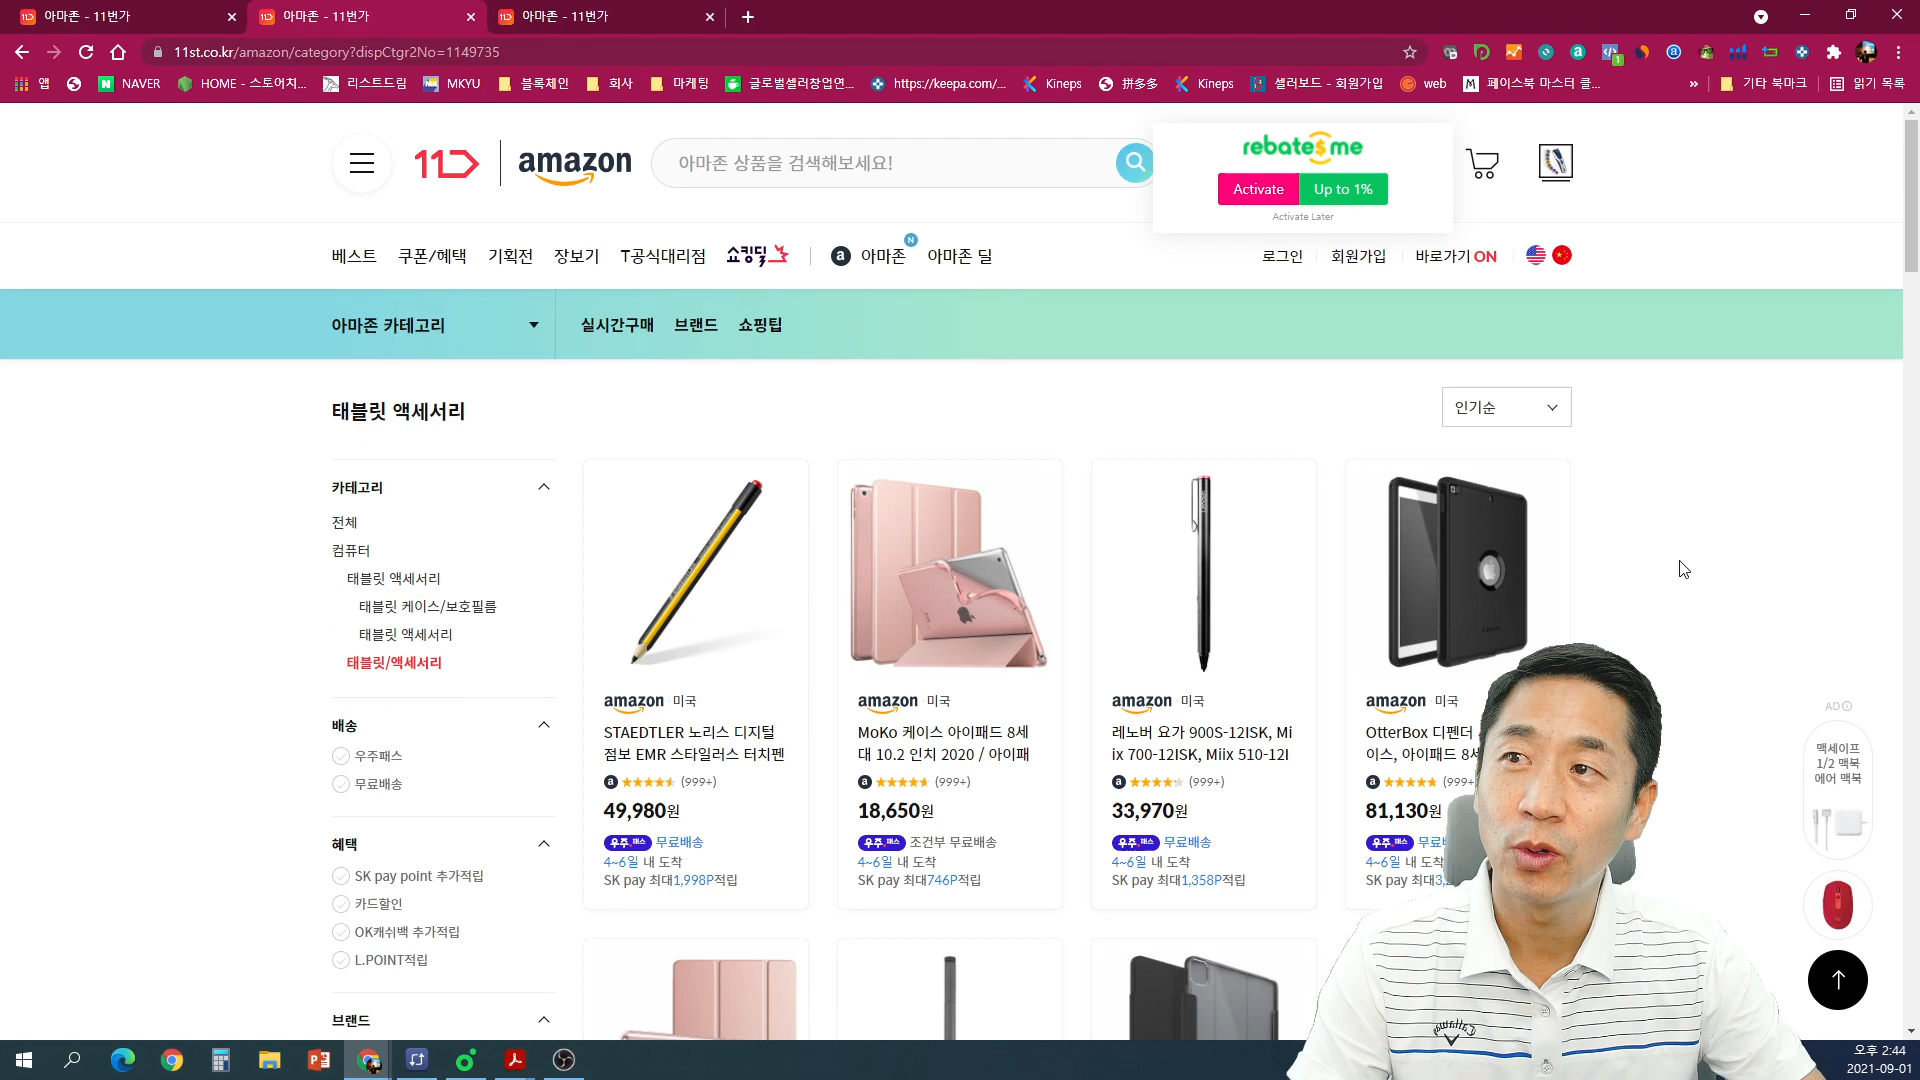 아마존 - 11번가
아마존 - 11번가
아마존 - 11번가
11st.co.kr/amazon/category?dispCtgr2No=1149735
앱
NAVER
HOME - 스토어치...
리스트드림
MKYU
블록체인
회사
마케팅
글로벌셀러창업연...
https://keepa.com/...
Kineps
拼多多
Kineps
셀러보드 - 회원가입
web
페이스북 마스터 클...
»
기타 북마크
읽기 목록
11D
amazon
아마존 상품을 검색해보세요!
rebate$me
Activate
Up to 1%
Activate Later
베스트
쿠폰/혜택
기획전
장보기
T공식대리점
쇼킹딜
a 아마존
N
아마존 딜
로그인
회원가입
바로가기 ON
아마존 카테고리
실시간구매
브랜드
쇼핑팁
태블릿 액세서리
인기순
카테고리
전체
컴퓨터
태블릿 액세서리
태블릿 케이스/보호필름
태블릿 액세서리
태블릿/액세서리
배송
우주패스
무료배송
혜택
SK pay point 추가적립
카드할인
OK캐쉬백 추가적립
L.POINT적립
브랜드
amazon 미국
STAEDTLER 노리스 디지털
점보 EMR 스타일러스 터치펜
a (999+)
49,980원
우주패스 무료배송
4~6일 내 도착
SK pay 최대1,998P적립
amazon 미국
MoKo 케이스 아이패드 8세
대 10.2 인치 2020 / 아이패
a (999+)
18,650원
우주패스 조건부 무료배송
4~6일 내 도착
SK pay 최대746P적립
amazon 미국
레노버 요가 900S-12ISK, Mi
ix 700-12ISK, Miix 510-12I
a (999+)
33,970원
우주패스 무료배송
4~6일 내 도착
SK pay 최대1,358P적립
amazon 미국
OtterBox 디펜더
이스, 아이패드 8세
a (999+
81,130원
우주패스
4~6일 내 도착
SK pay 최대3,2
AD
맥세이프
1/2 맥북
에어 맥북
오후 2:44
2021-09-01